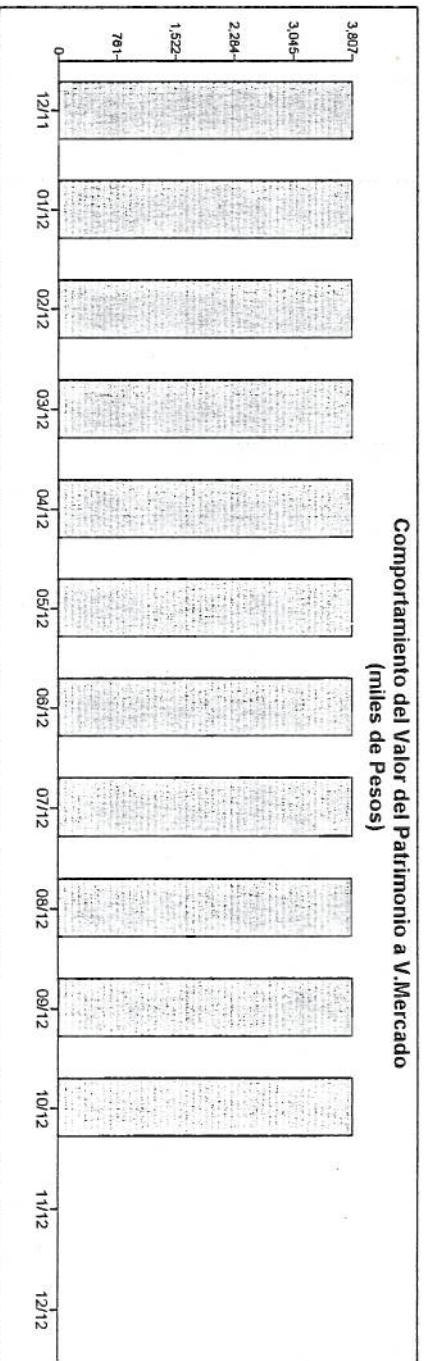 Comportamiento del Valor del Patrimonio a V.Mercado
(miles de Pesos)
3,807
3,045
2,284
1,522
761
0
12/11 01/12 02/12 03/12 04/12 05/12 06/12 07/12 08/12 09/12 10/12 11/12 12/12